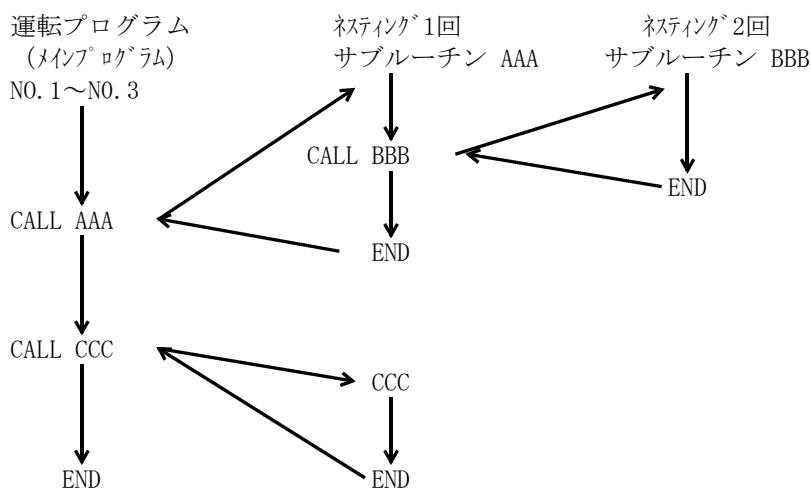 運転プログラム
（ﾒｲﾝﾌﾟﾛｸﾞﾗﾑ）
NO.1～NO.3
CALL AAA
CALL CCC
END
ﾈｽﾃｨﾝｸﾞ1回
サブルーチン AAA
CALL BBB
END
CCC
END
ﾈｽﾃｨﾝｸﾞ2回
サブルーチン BBB
END